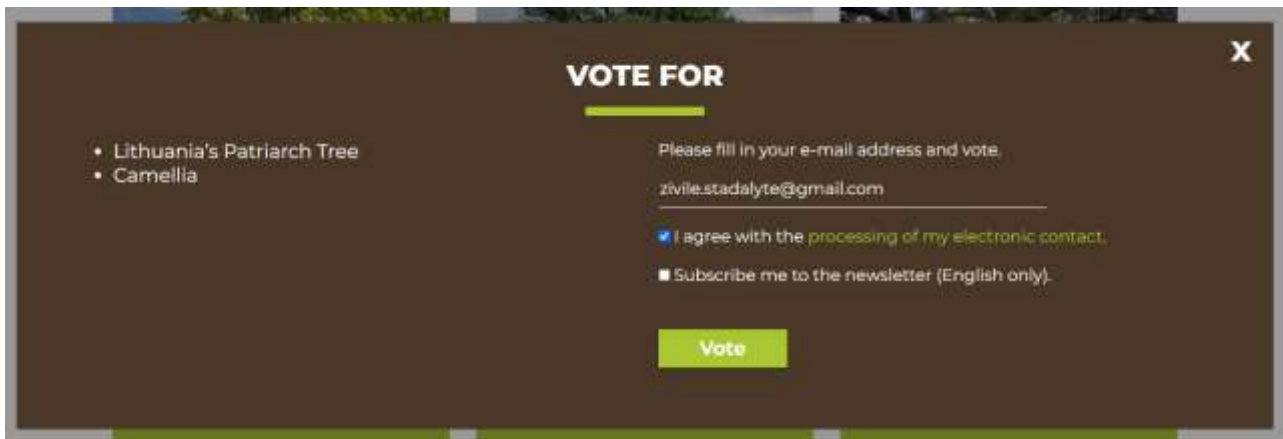 X
VOTE FOR
• Lithuania's Patriarch Tree
• Camellia
Please fill in your e-mail address and vote.
zivile.stadalyte@gmail.com
I agree with the processing of my electronic contact.
Subscribe me to the newsletter (English only).
Vote